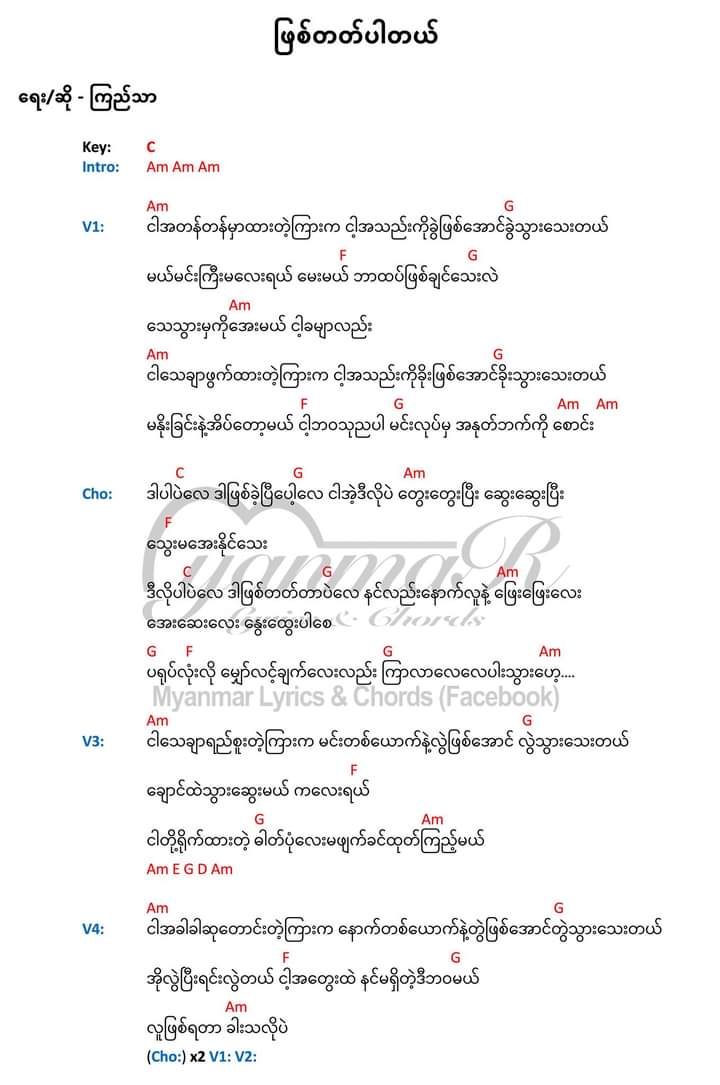 ဖြစ်တတ်ပါတယ်
ရေး/ဆို - ကြည်သာ
Key: C
Intro: Am Am Am
Am G
V1: ငါအတန်တန်မှာထားတဲ့ကြားက ငါ့အသည်းကိုခွဲဖြစ်အောင်ခွဲသွားသေးတယ်
F G
မယ်မင်းကြီးမလေးရယ် မေးမယ် ဘာထပ်ဖြစ်ချင်သေးလဲ
Am
သေသွားမှကိုအေးမယ် ငါ့ခမျာလည်း
Am G
ငါသေချာဖွက်ထားတဲ့ကြားက ငါ့အသည်းကိုခိုးဖြစ်အောင်ခိုးသွားသေးတယ်
F G Am Am
မနိုးခြင်းနဲ့အိပ်တော့မယ် ငါ့ဘဝသုညပါ မင်းလုပ်မှ အနုတ်ဘက်ကို စောင်း
C G Am
Cho: ဒါပါပဲလေ ဒါဖြစ်ခဲ့ပြီပေါ့လေ ငါအဲ့ဒီလိုပဲ တွေးတွေးပြီး ဆွေးဆွေးပြီး
F
သွေးမအေးနိုင်သေး
C G Am
ဒီလိုပါပဲလေ ဒါဖြစ်တတ်တာပဲလေ နင်လည်းနောက်လူနဲ့ ဖြေးဖြေးလေး
အေးဆေးလေး နွေးထွေးပါစေ
G F G Am
ပရုပ်လုံးလို မျှော်လင့်ချက်လေးလည်း ကြာလာလေလေပါးသွားဟေ့....
Am G
V3: ငါသေချာရည်စူးတဲ့ကြားက မင်းတစ်ယောက်နဲ့လွဲဖြစ်အောင် လွဲသွားသေးတယ်
F
ချောင်ထဲသွားဆွေးမယ် ကလေးရယ်
G Am
ငါတို့ရိုက်ထားတဲ့ ဓါတ်ပုံလေးမဖျက်ခင်ထုတ်ကြည့်မယ်
Am E G D Am
Am G
V4: ငါအခါခါဆုတောင်းတဲ့ကြားက နောက်တစ်ယောက်နဲ့တွဲဖြစ်အောင်တွဲသွားသေးတယ်
F G
အိုလွဲပြီးရင်းလွဲတယ် ငါ့အတွေးထဲ နင်မရှိတဲ့ဒီဘဝမယ်
Am
လူဖြစ်ရတာ ခါးသလိုပဲ
(Cho:) x2 V1: V2:
yanmaR
Lyrics & Chords
Myanmar Lyrics & Chords (Facebook)